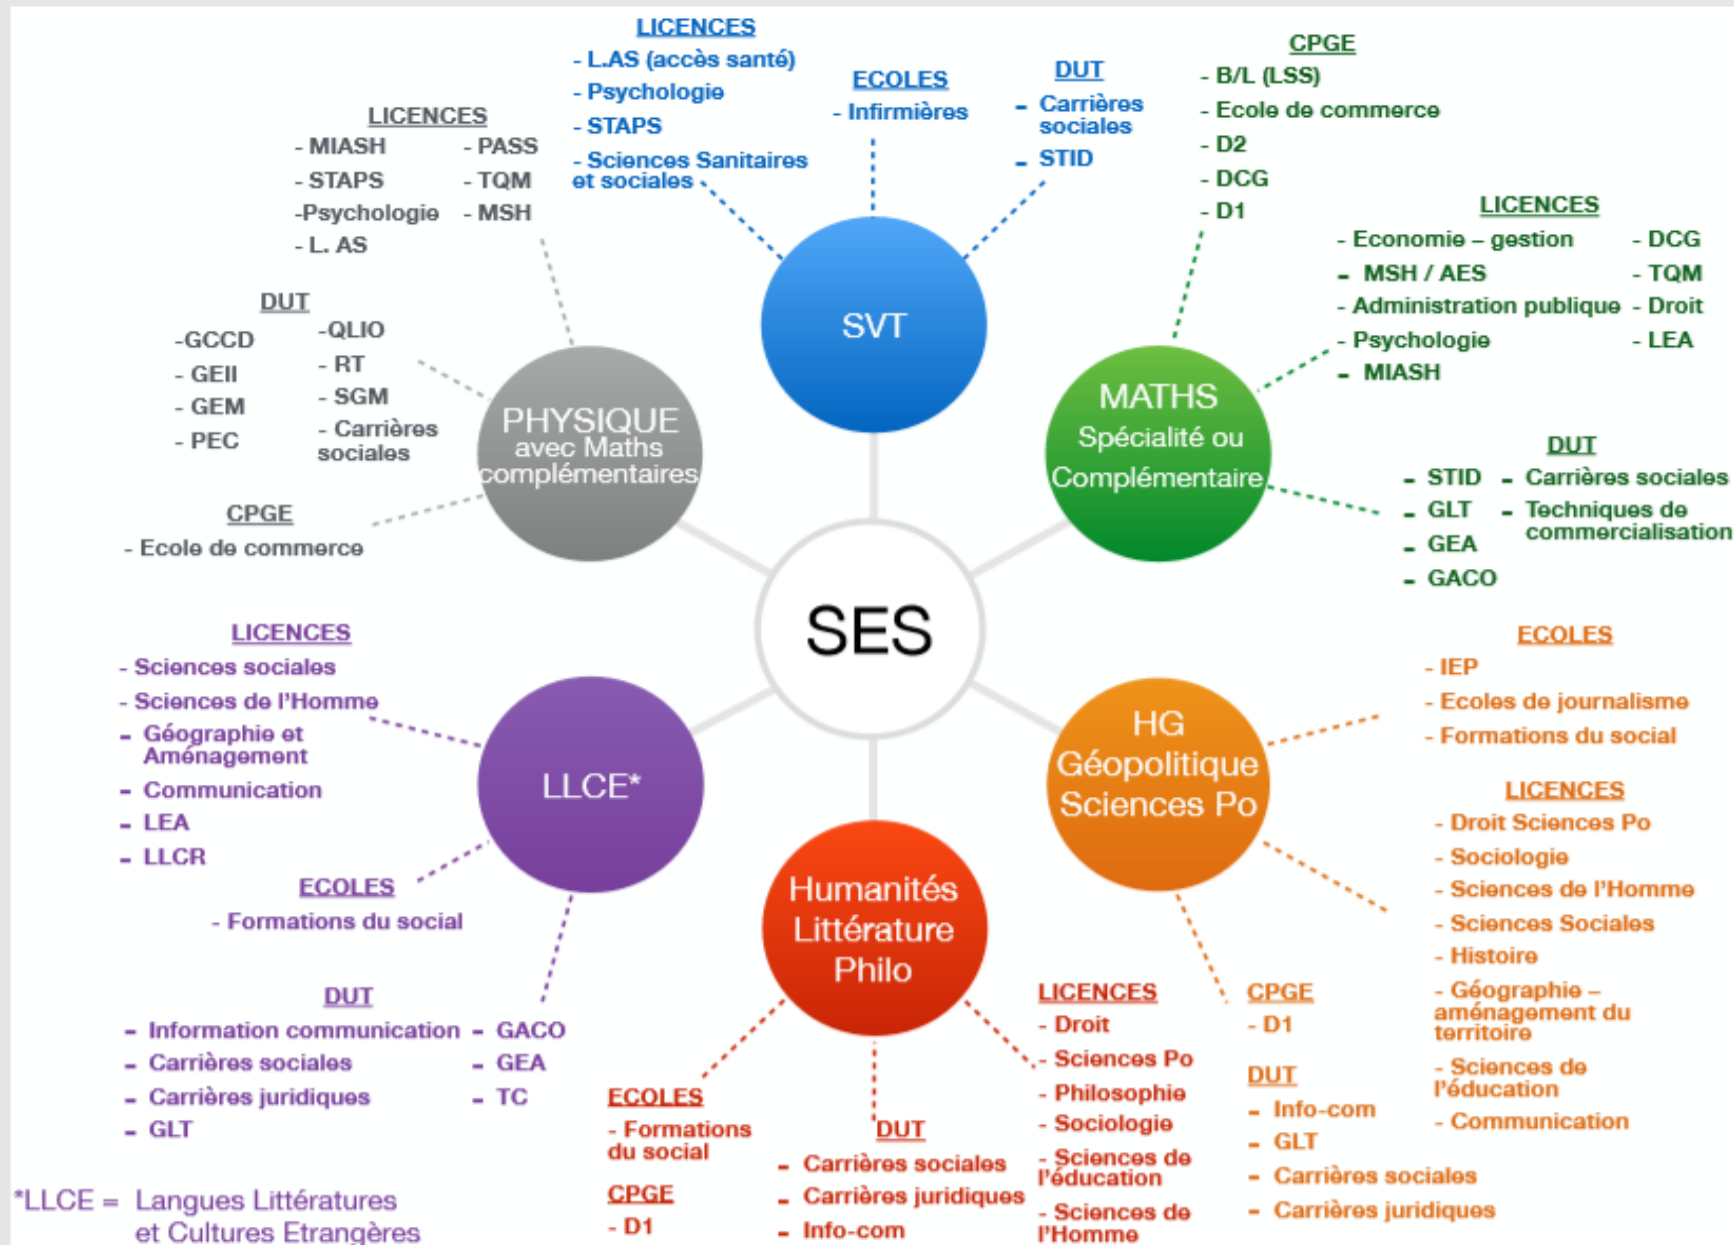 LICENCES
- L.AS (accès santé)
- Psychologie
- STAPS
- Sciences Sanitaires
et sociales
ECOLES
- Infirmières
DUT
- Carrières
sociales
- STID
SVT
CPGE
- B/L (LSS)
- Ecole de commerce
- D2
- DCG
- D1
LICENCES
- Economie – gestion
- MSH / AES
- Administration publique
- Psychologie
- MIASH
- DCG
- TQM
- Droit
- LEA
DUT
- STID
- GLT
- GEA
- GACO
- Carrières sociales
- Techniques de
commercialisation
MATHS
Spécialité ou
Complémentaire
LICENCES
- MIASH
- STAPS
-Psychologie
- L. AS
- PASS
- TQM
- MSH
DUT
-GCCD
- GEII
- GEM
- PEC
-QLIO
- RT
- SGM
- Carrières
sociales
CPGE
- Ecole de commerce
PHYSIQUE
avec Maths
complémentaires
SES
LICENCES
- Sciences sociales
- Sciences de l'Homme
- Géographie et
Aménagement
- Communication
- LEA
- LLCR
ECOLES
- Formations du social
DUT
- Information communication
- Carrières sociales
- Carrières juridiques
- GLT
- GACO
- GEA
- TC
LLCE*
ECOLES
- IEP
- Ecoles de journalisme
- Formations du social
LICENCES
- Droit Sciences Po
- Sociologie
- Sciences de l'Homme
- Sciences Sociales
- Histoire
- Géographie –
aménagement du
territoire
- Sciences de
l'éducation
- Communication
CPGE
- D1
DUT
- Info-com
- GLT
- Carrières sociales
- Carrières juridiques
HG
Géopolitique
Sciences Po
Humanités
Littérature
Philo
ECOLES
- Formations
du social
CPGE
- D1
DUT
- Carrières sociales
- Carrières juridiques
- Info-com
LICENCES
- Droit
- Sciences Po
- Philosophie
- Sociologie
- Sciences de
l'éducation
- Sciences de
l'Homme
*LLCE = Langues Littératures
et Cultures Etrangères